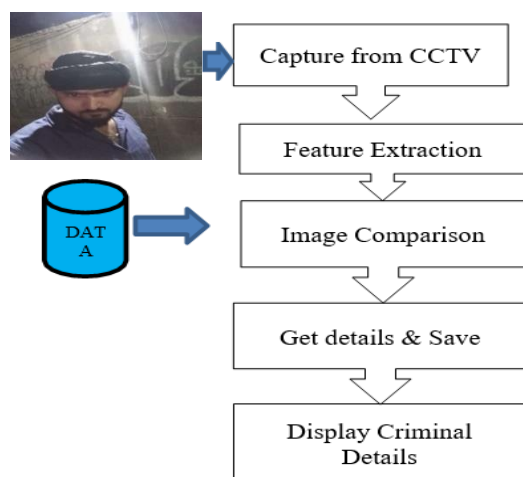 Capture from CCTV
Feature Extraction
DAT
A
Image Comparison
Get details & Save
Display Criminal
Details